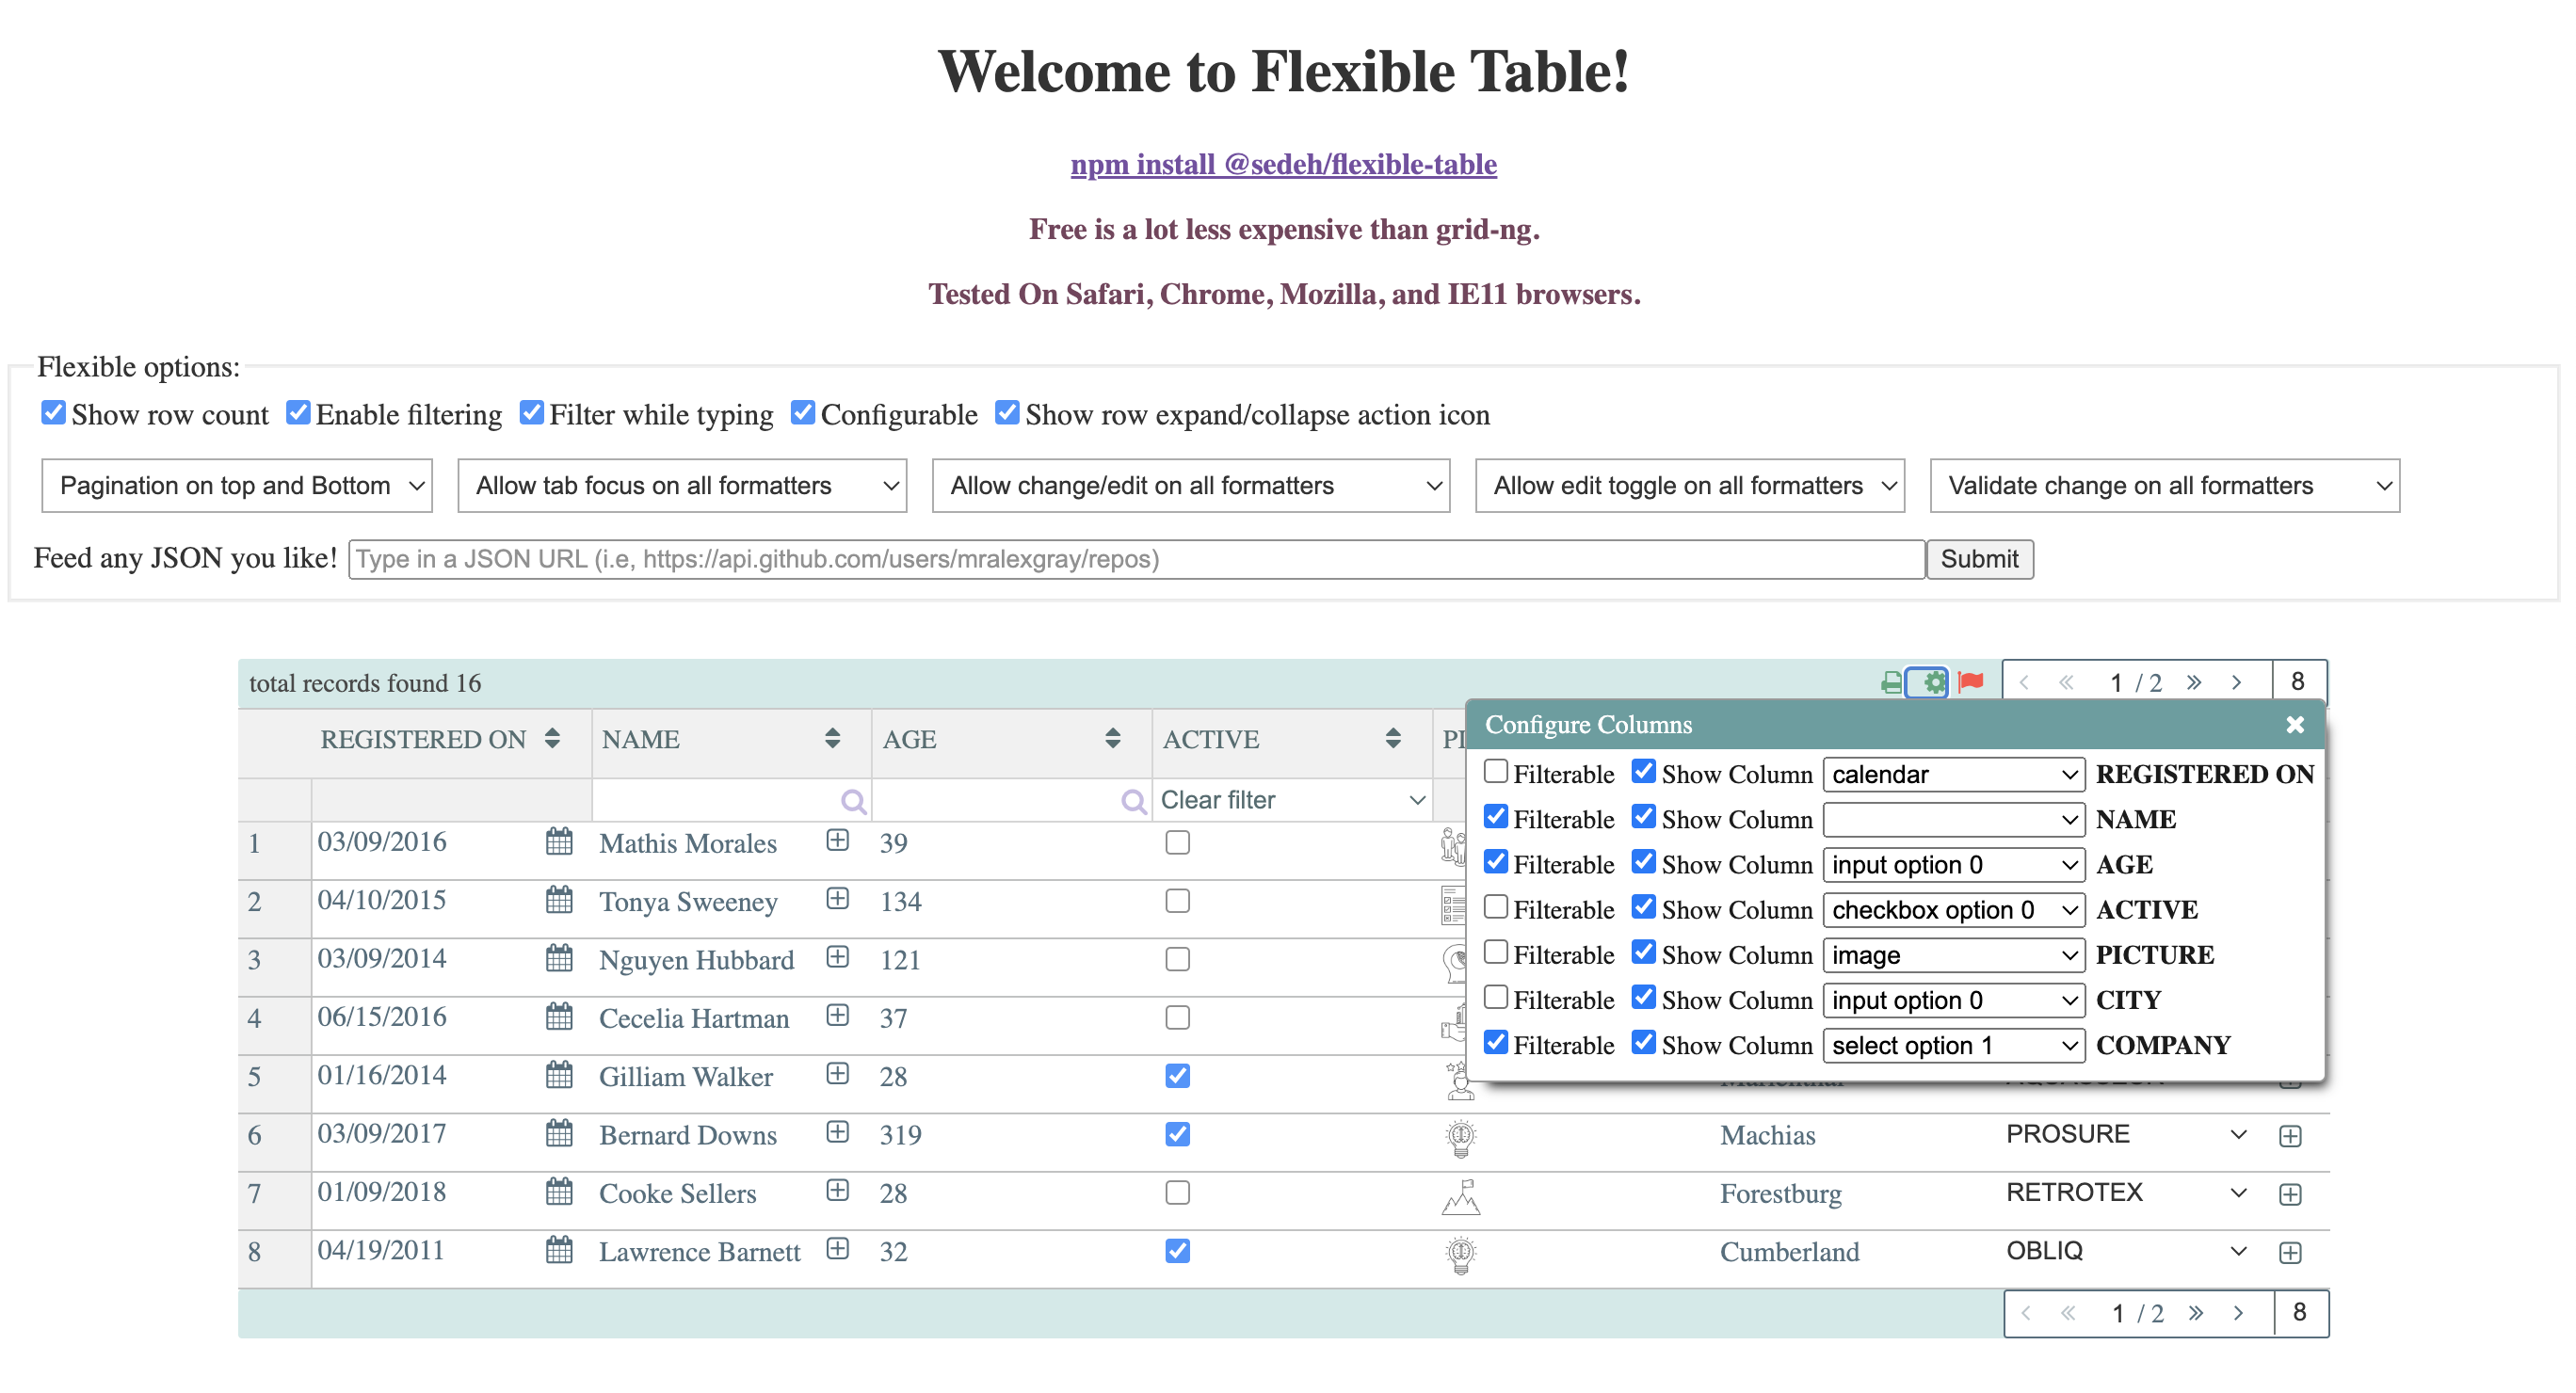 Welcome to Flexible Table!
npm install @sedeh/flexible-table
Free is a lot less expensive than grid-ng.
Tested On Safari, Chrome, Mozilla, and IE11 browsers.
Flexible options:
Show row count Enable filtering Filter while typing Configurable Show row expand/collapse action icon
Pagination on top and Bottom Allow tab focus on all formatters Allow change/edit on all formatters Allow edit toggle on all formatters Validate change on all formatters
Feed any JSON you like! Type in a JSON URL (i.e, https://api.github.com/users/mralexgray/repos) Submit
total records found 16 1 / 2 8
REGISTERED ON NAME AGE ACTIVE
Clear filter
1 03/09/2016 Mathis Morales 39
2 04/10/2015 Tonya Sweeney 134
3 03/09/2014 Nguyen Hubbard 121
4 06/15/2016 Cecelia Hartman 37
5 01/16/2014 Gilliam Walker 28
6 03/09/2017 Bernard Downs 319 Machias PROSURE
7 01/09/2018 Cooke Sellers 28 Forestburg RETROTEX
8 04/19/2011 Lawrence Barnett 32 Cumberland OBLIQ
1 / 2 8
Configure Columns
Filterable Show Column calendar REGISTERED ON
Filterable Show Column NAME
Filterable Show Column input option 0 AGE
Filterable Show Column checkbox option 0 ACTIVE
Filterable Show Column image PICTURE
Filterable Show Column input option 0 CITY
Filterable Show Column select option 1 COMPANY